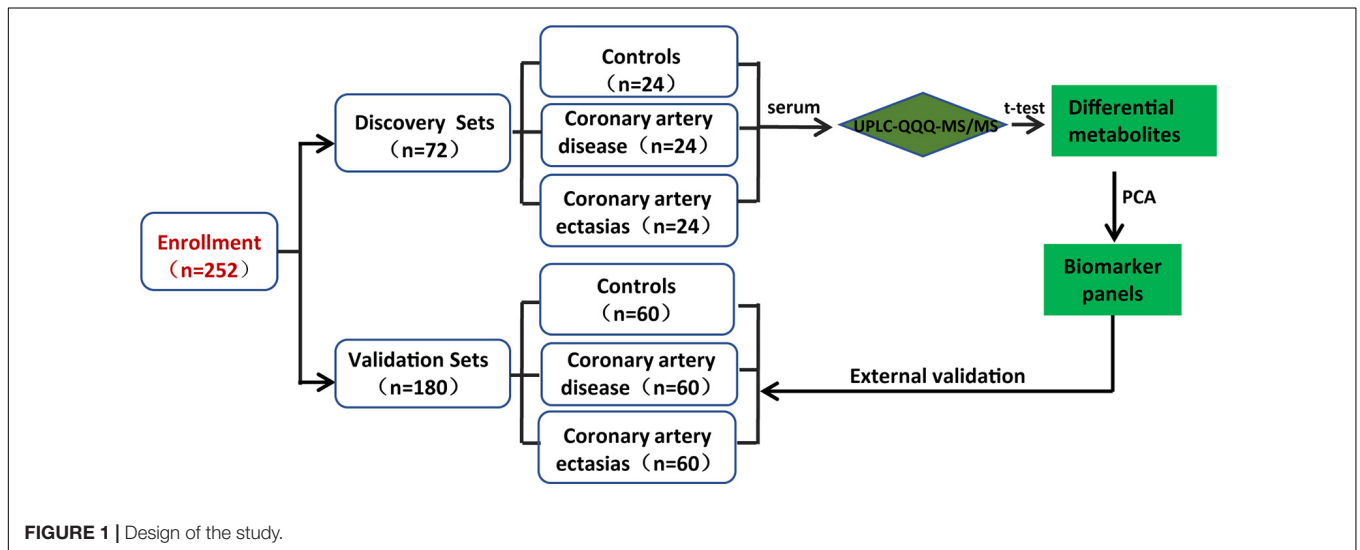 Enrollment
（n=252）
Discovery Sets
（n=72）
Controls
（n=24）
Coronary artery
disease（n=24）
Coronary artery
ectasias（n=24）
serum
UPLC-QQQ-MS/MS
t-test
Differential
metabolites
PCA
Biomarker
panels
External validation
Validation Sets
（n=180）
Controls
（n=60）
Coronary artery
disease（n=60）
Coronary artery
ectasias（n=60）
FIGURE 1 | Design of the study.